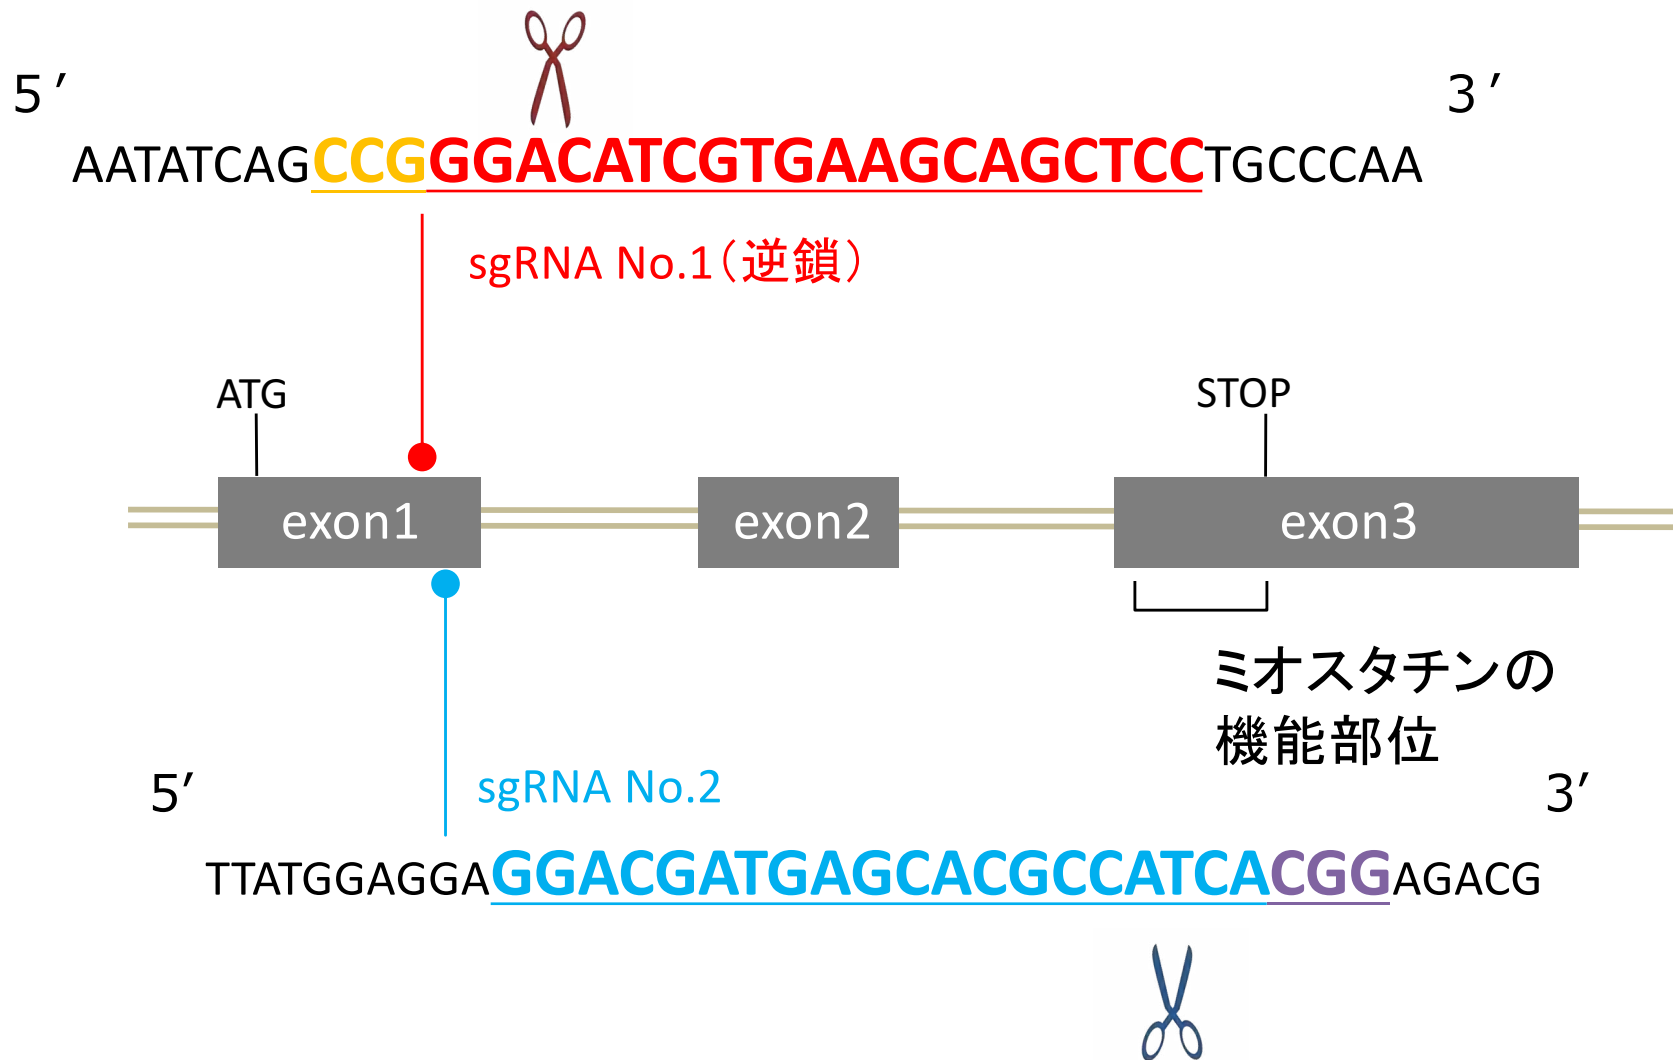 5′ 3′
AATATCAGCCGGGACATCGTGAAGCAGCTCCTGCCCAA
sgRNA No.1（逆鎖）
ATG STOP
exon1 exon2 exon3
ミオスタチンの
機能部位
sgRNA No.2
5′ 3′
TTATGGAGGAGGACGATGAGCACGCCATCACGGAGACG